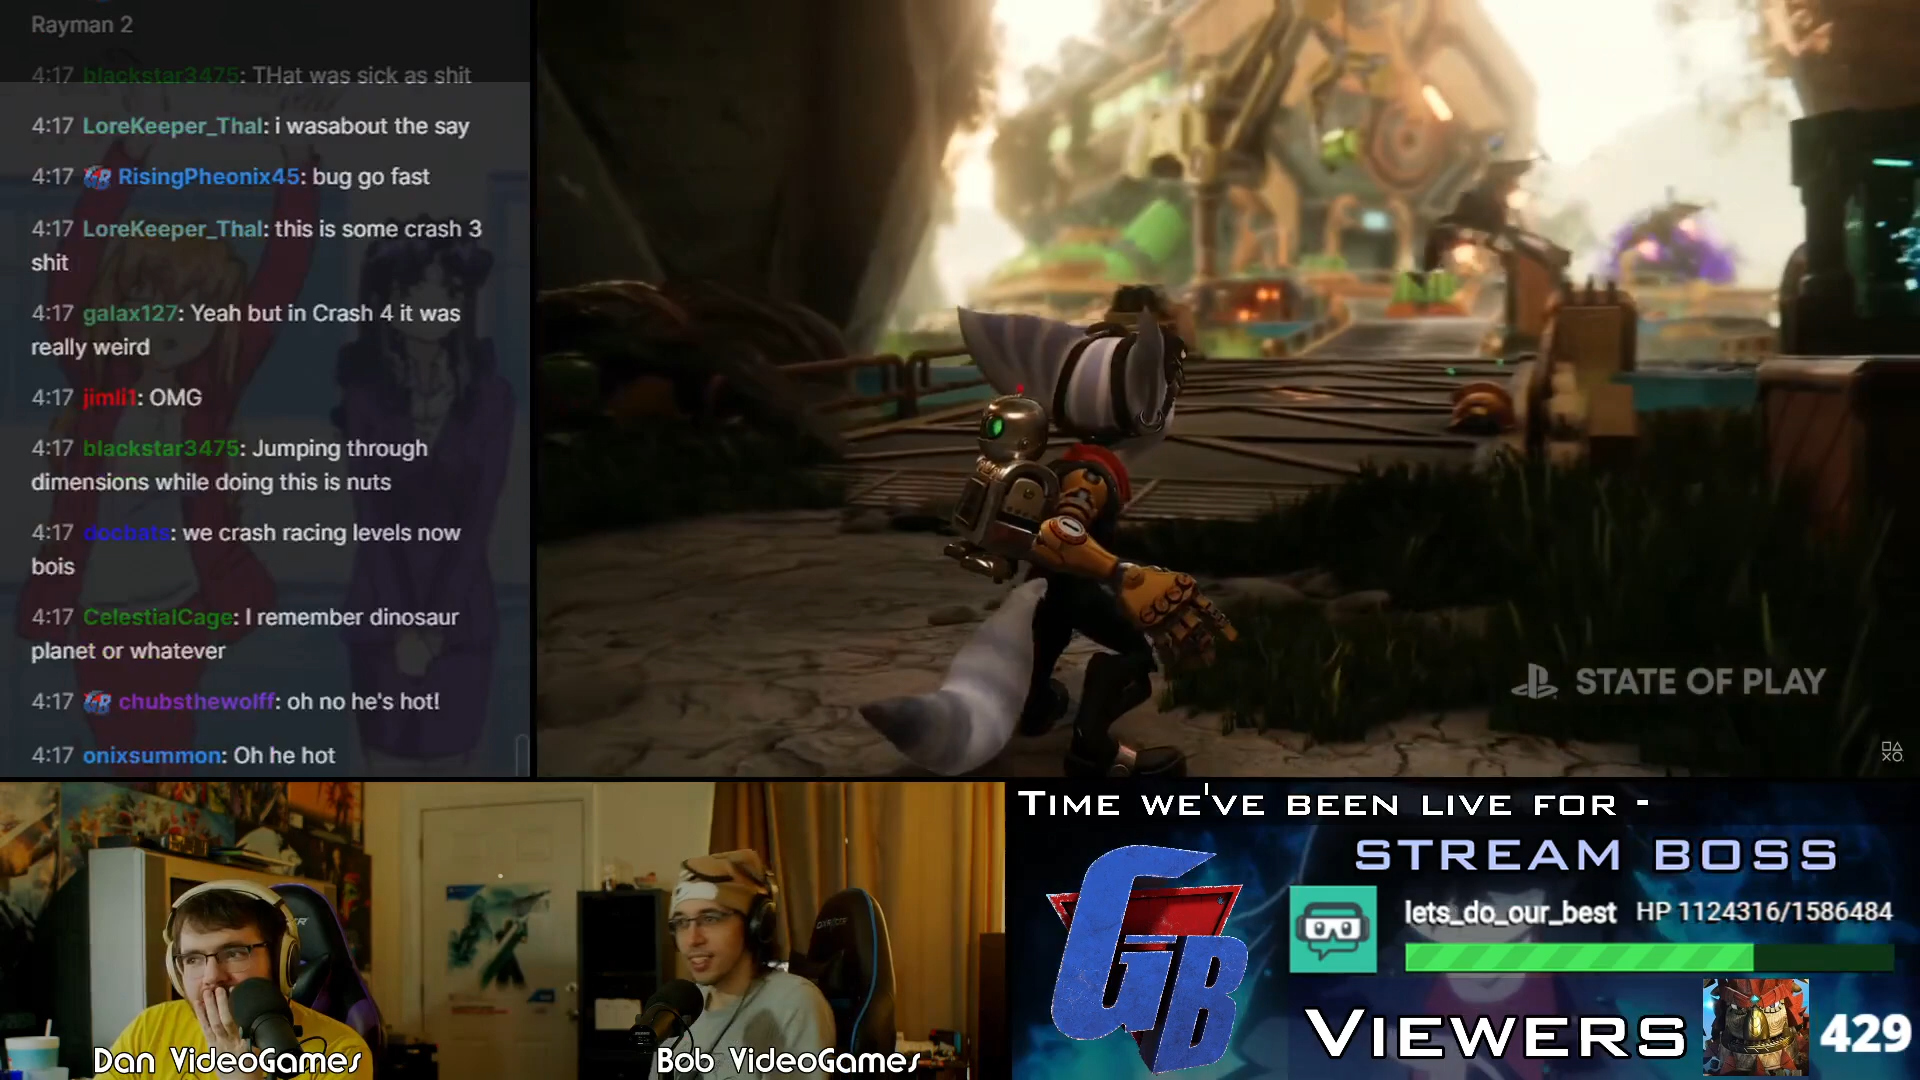 Rayman 2
4:17 blackstar3475: THat was sick as shit
4:17 LoreKeeper_Thal: i wasabout the say
4:17 RisingPheonix45: bug go fast
4:17 LoreKeeper_Thal: this is some crash 3
shit
4:17 galax127: Yeah but in Crash 4 it was
really weird
4:17 jimli1: OMG
4:17 blackstar3475: Jumping through
dimensions while doing this is nuts
4:17 dochats: we crash racing levels now
bois
4:17 CelestialCage: I remember dinosaur
planet or whatever
4:17 chubsthewolff: oh no he's hot!
4:17 onixsummon: Oh he hot
STATE OF PLAY
Dan VideoGames
Bob VideoGames
Time we've been live for -
GB
STREAM BOSS
lets_do_our_best HP 1124316/1586484
Viewers 429